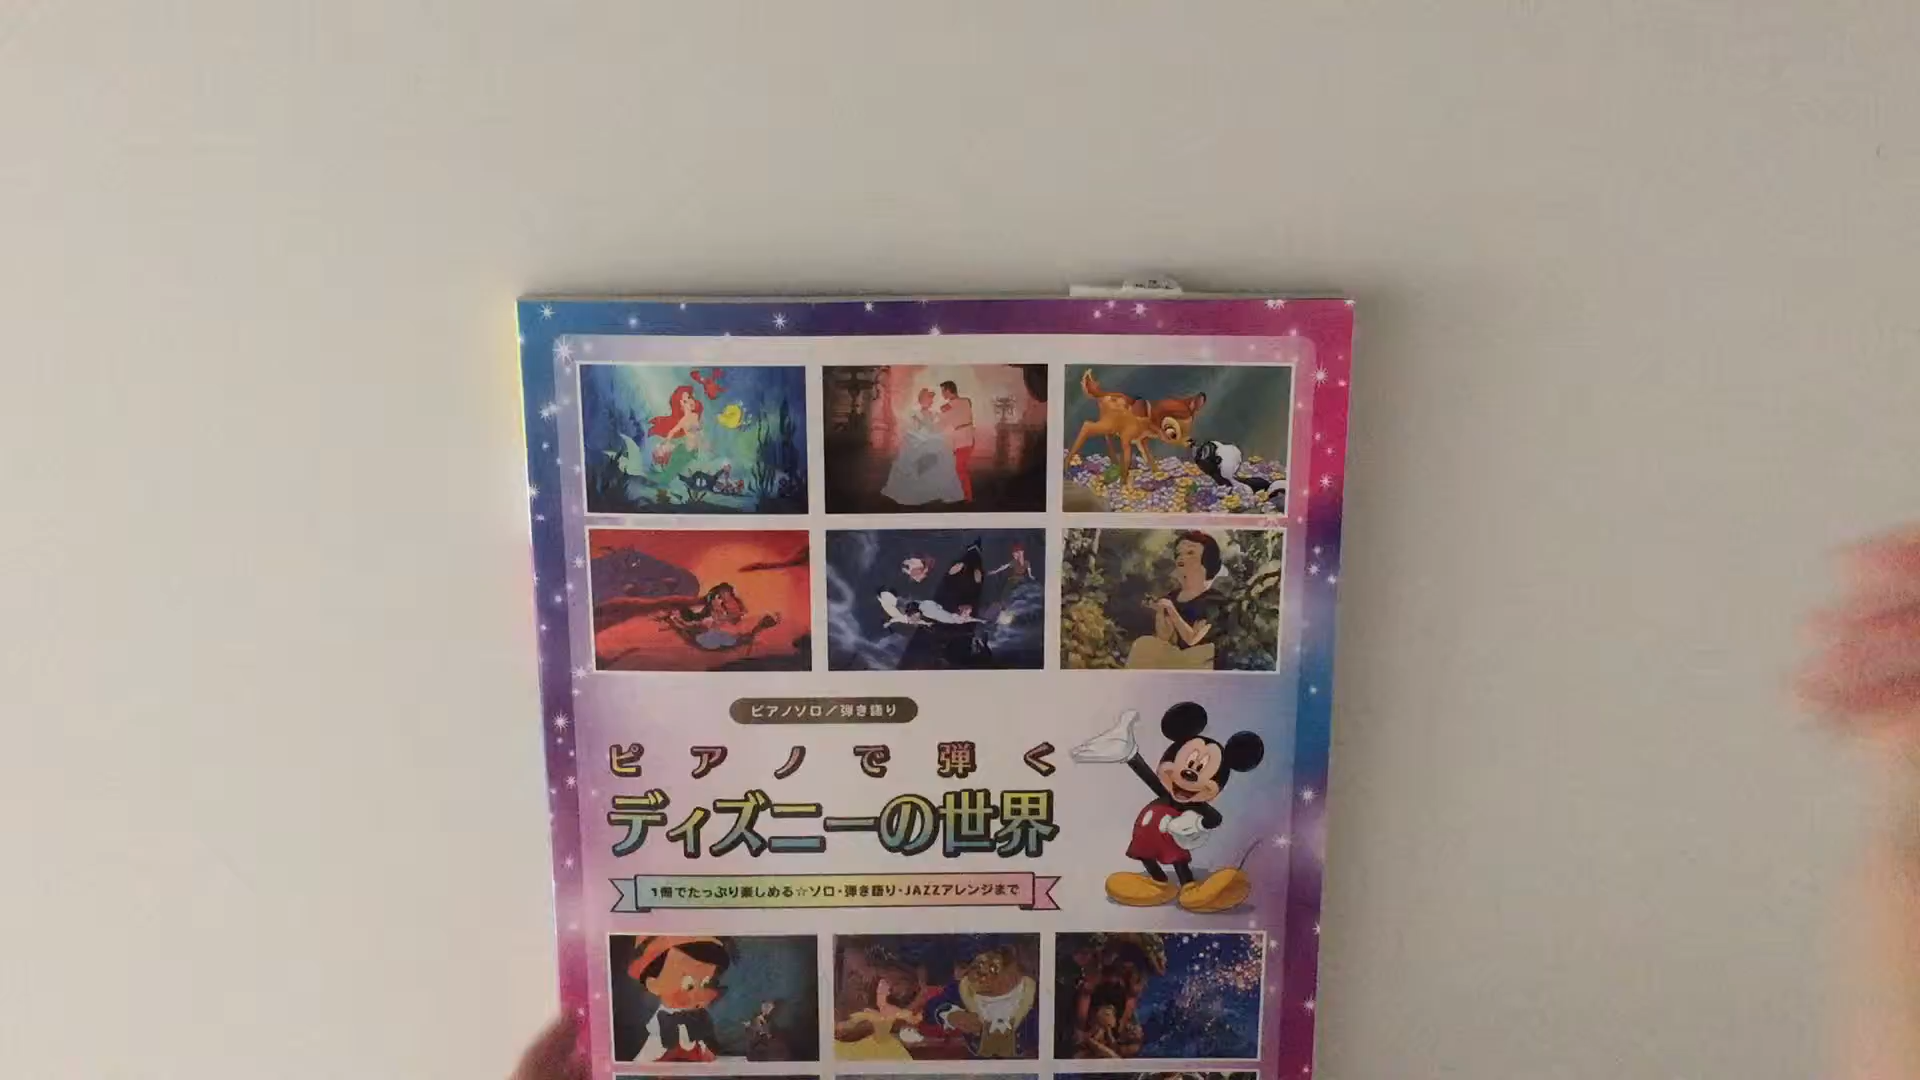 ピアノソロ／弾き語り
ピアノで弾く
ディズニーの世界
1冊でたっぷり楽しめる☆ソロ・弾き語り・JAZZアレンジまで